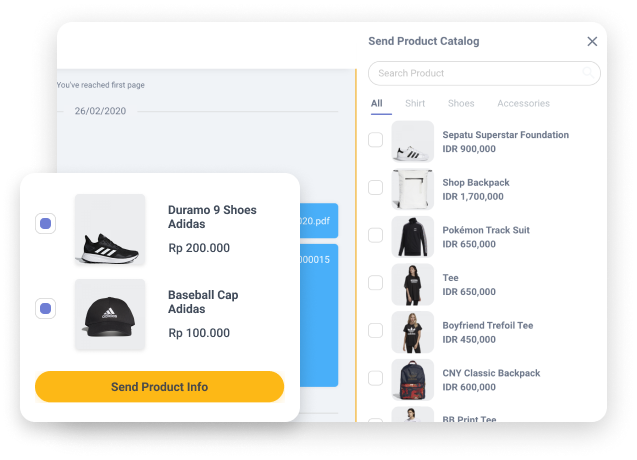 Send Product Catalog
Search Product
You've reached first page
26/02/2020
All
Shirt
Shoes
Accessories
Sepatu Superstar Foundation
IDR 900,000
Shop Backpack
IDR 1,700,000
Pokémon Track Suit
IDR 650,000
Tee
IDR 650,000
Boyfriend Trefoil Tee
IDR 450,000
CNY Classic Backpack
IDR 600,000
BB Print Tee
020.pdf
000015
Duramo 9 Shoes
Adidas
Rp 200.000
Baseball Cap
Adidas
Rp 100.000
Send Product Info